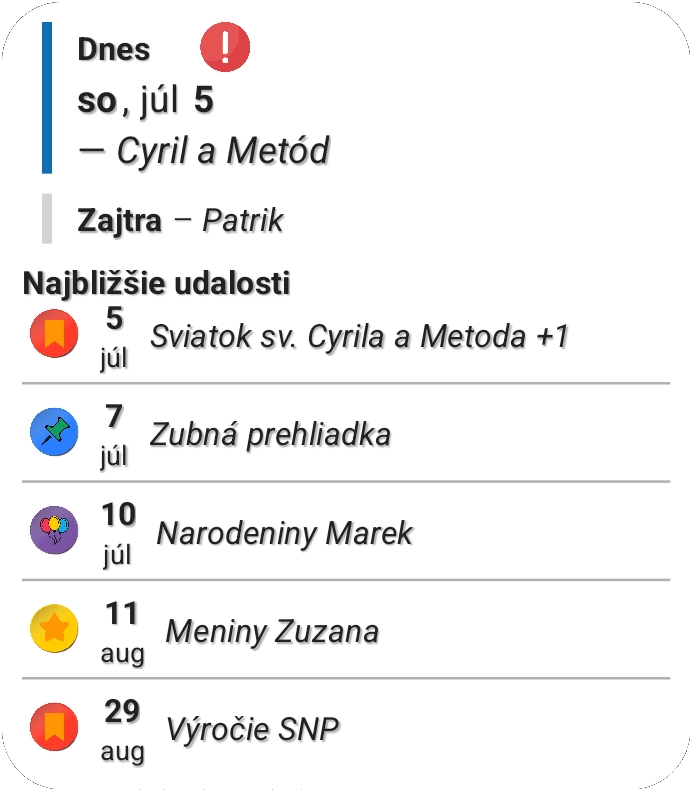 Dnes
so, júl 5
– Cyril a Metód
Zajtra – Patrik
Najbližšie udalosti
5
júl
Sviatok sv. Cyrila a Metoda +1
7
júl
Zubná prehliadka
10
júl
Narodeniny Marek
11
aug
Meniny Zuzana
29
aug
Výročie SNP